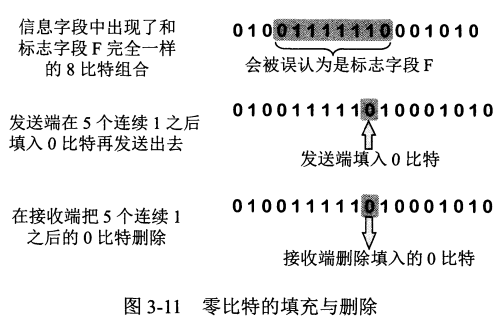 信息字段中出现了和
标志字段 F 完全一样
的 8 比特组合
01001111110001010
会被误认为是标志字段 F
发送端在 5 个连续 1 之后
填入 0 比特再发送出去
010011111010001010
发送端填入 0 比特
在接收端把 5 个连续 1
之后的 0 比特删除
010011111010001010
接收端删除填入的 0 比特
图 3-11 零比特的填充与删除